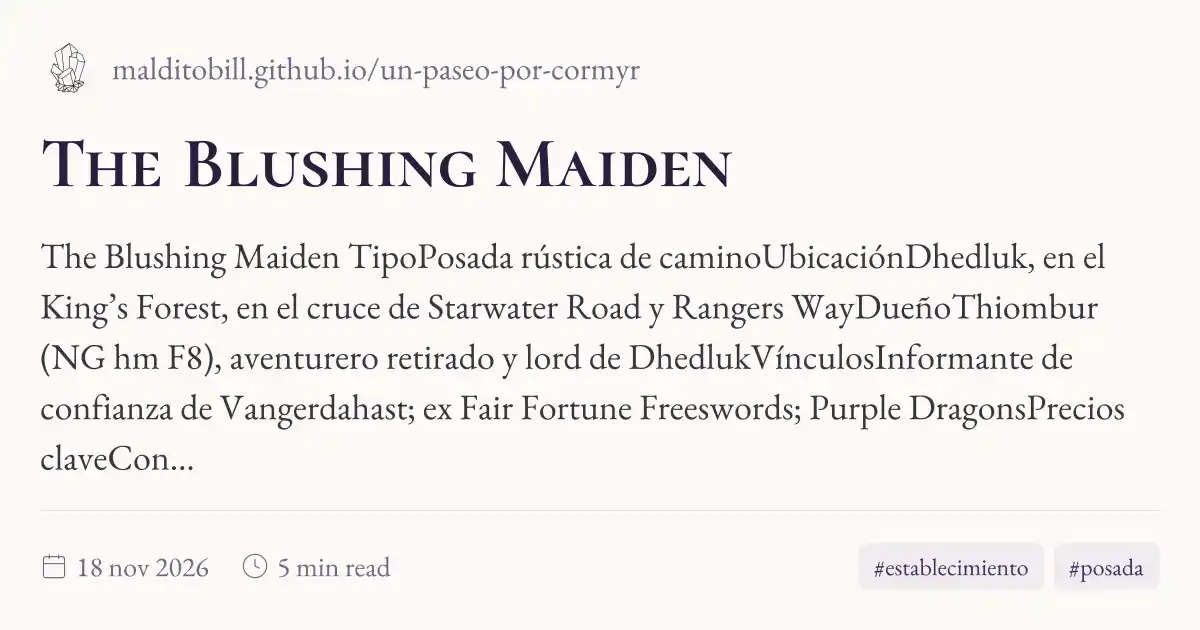 malditobill.github.io/un-paseo-por-cormyr
The Blushing Maiden
The Blushing Maiden TipoPosada rústica de caminoUbicaciónDhedluk, en el
King’s Forest, en el cruce de Starwater Road y Rangers WayDueñoThiombur
(NG hm F8), aventurero retirado y lord de DhedlukVínculosInformante de
confianza de Vangerdahast; ex Fair Fortune Freeswords; Purple DragonsPrecios
claveCon...
18 nov 2026 5 min read #establecimiento #posada